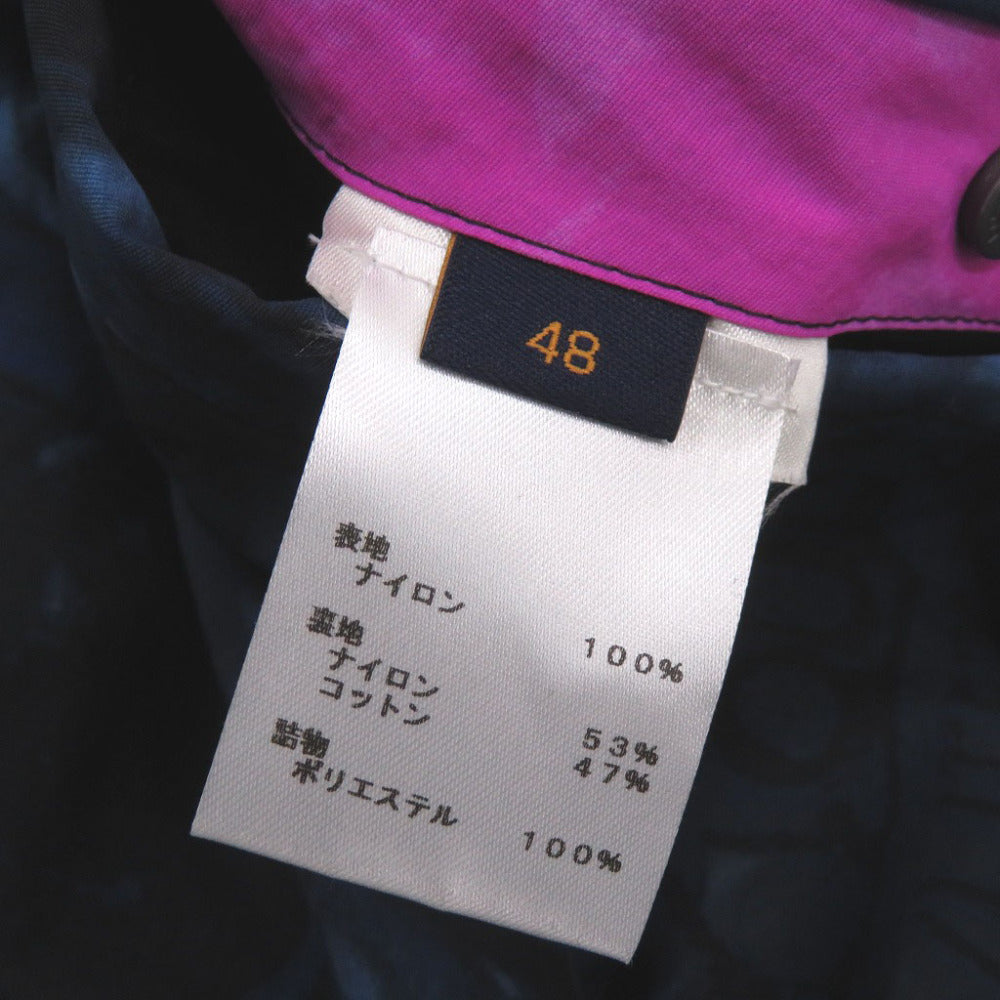 48
表地
ナイロン 100%
裏地
ナイロン 53%
コットン 47%
詰物
ポリエステル 100%